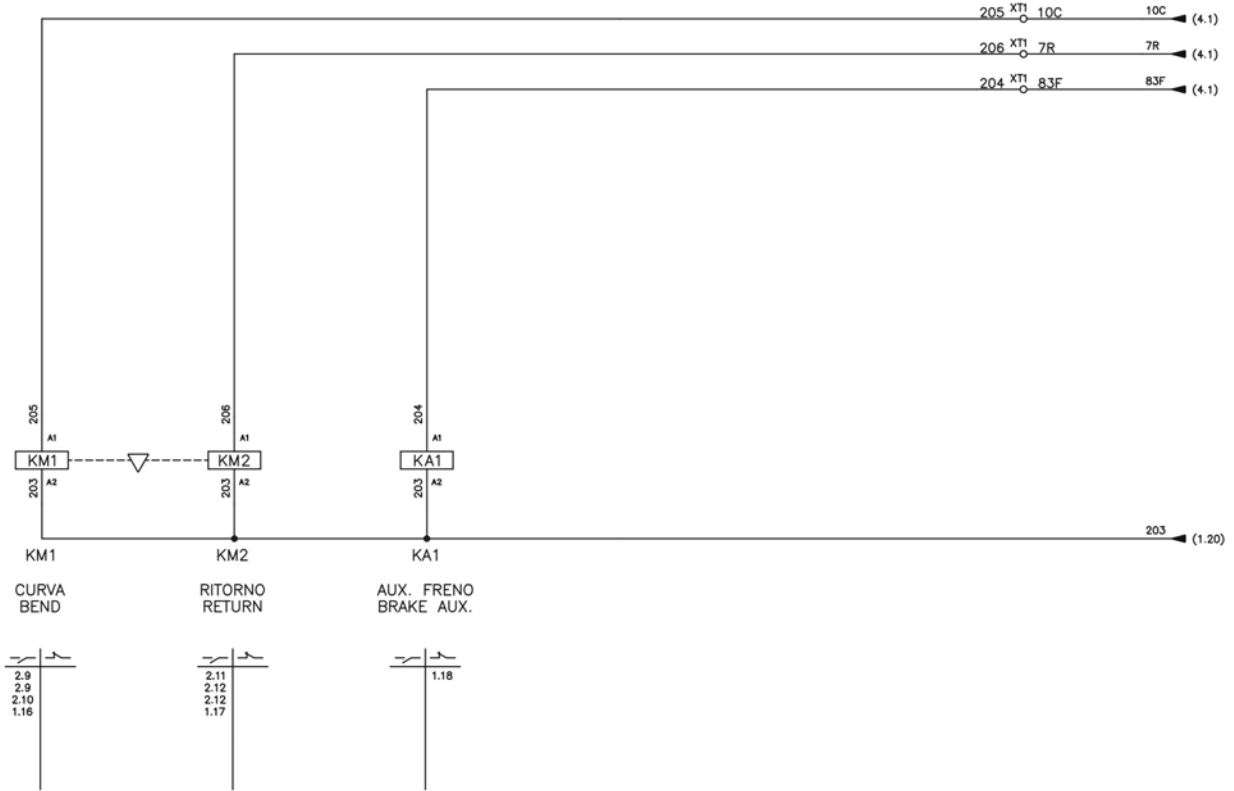 205 XT1 10C 10C (4.1)
206 XT1 7R 7R (4.1)
204 XT1 83F 83F (4.1)
205 206 204
A1 A1 A1
KM1 KM2 KA1
203 A2 203 A2 203 A2
203 (1.20)
KM1 KM2 KA1
CURVA RITORNO AUX. FRENO
BEND RETURN BRAKE AUX.
2.9 2.11 1.18
2.9 2.12
2.10 2.12
1.16 1.17